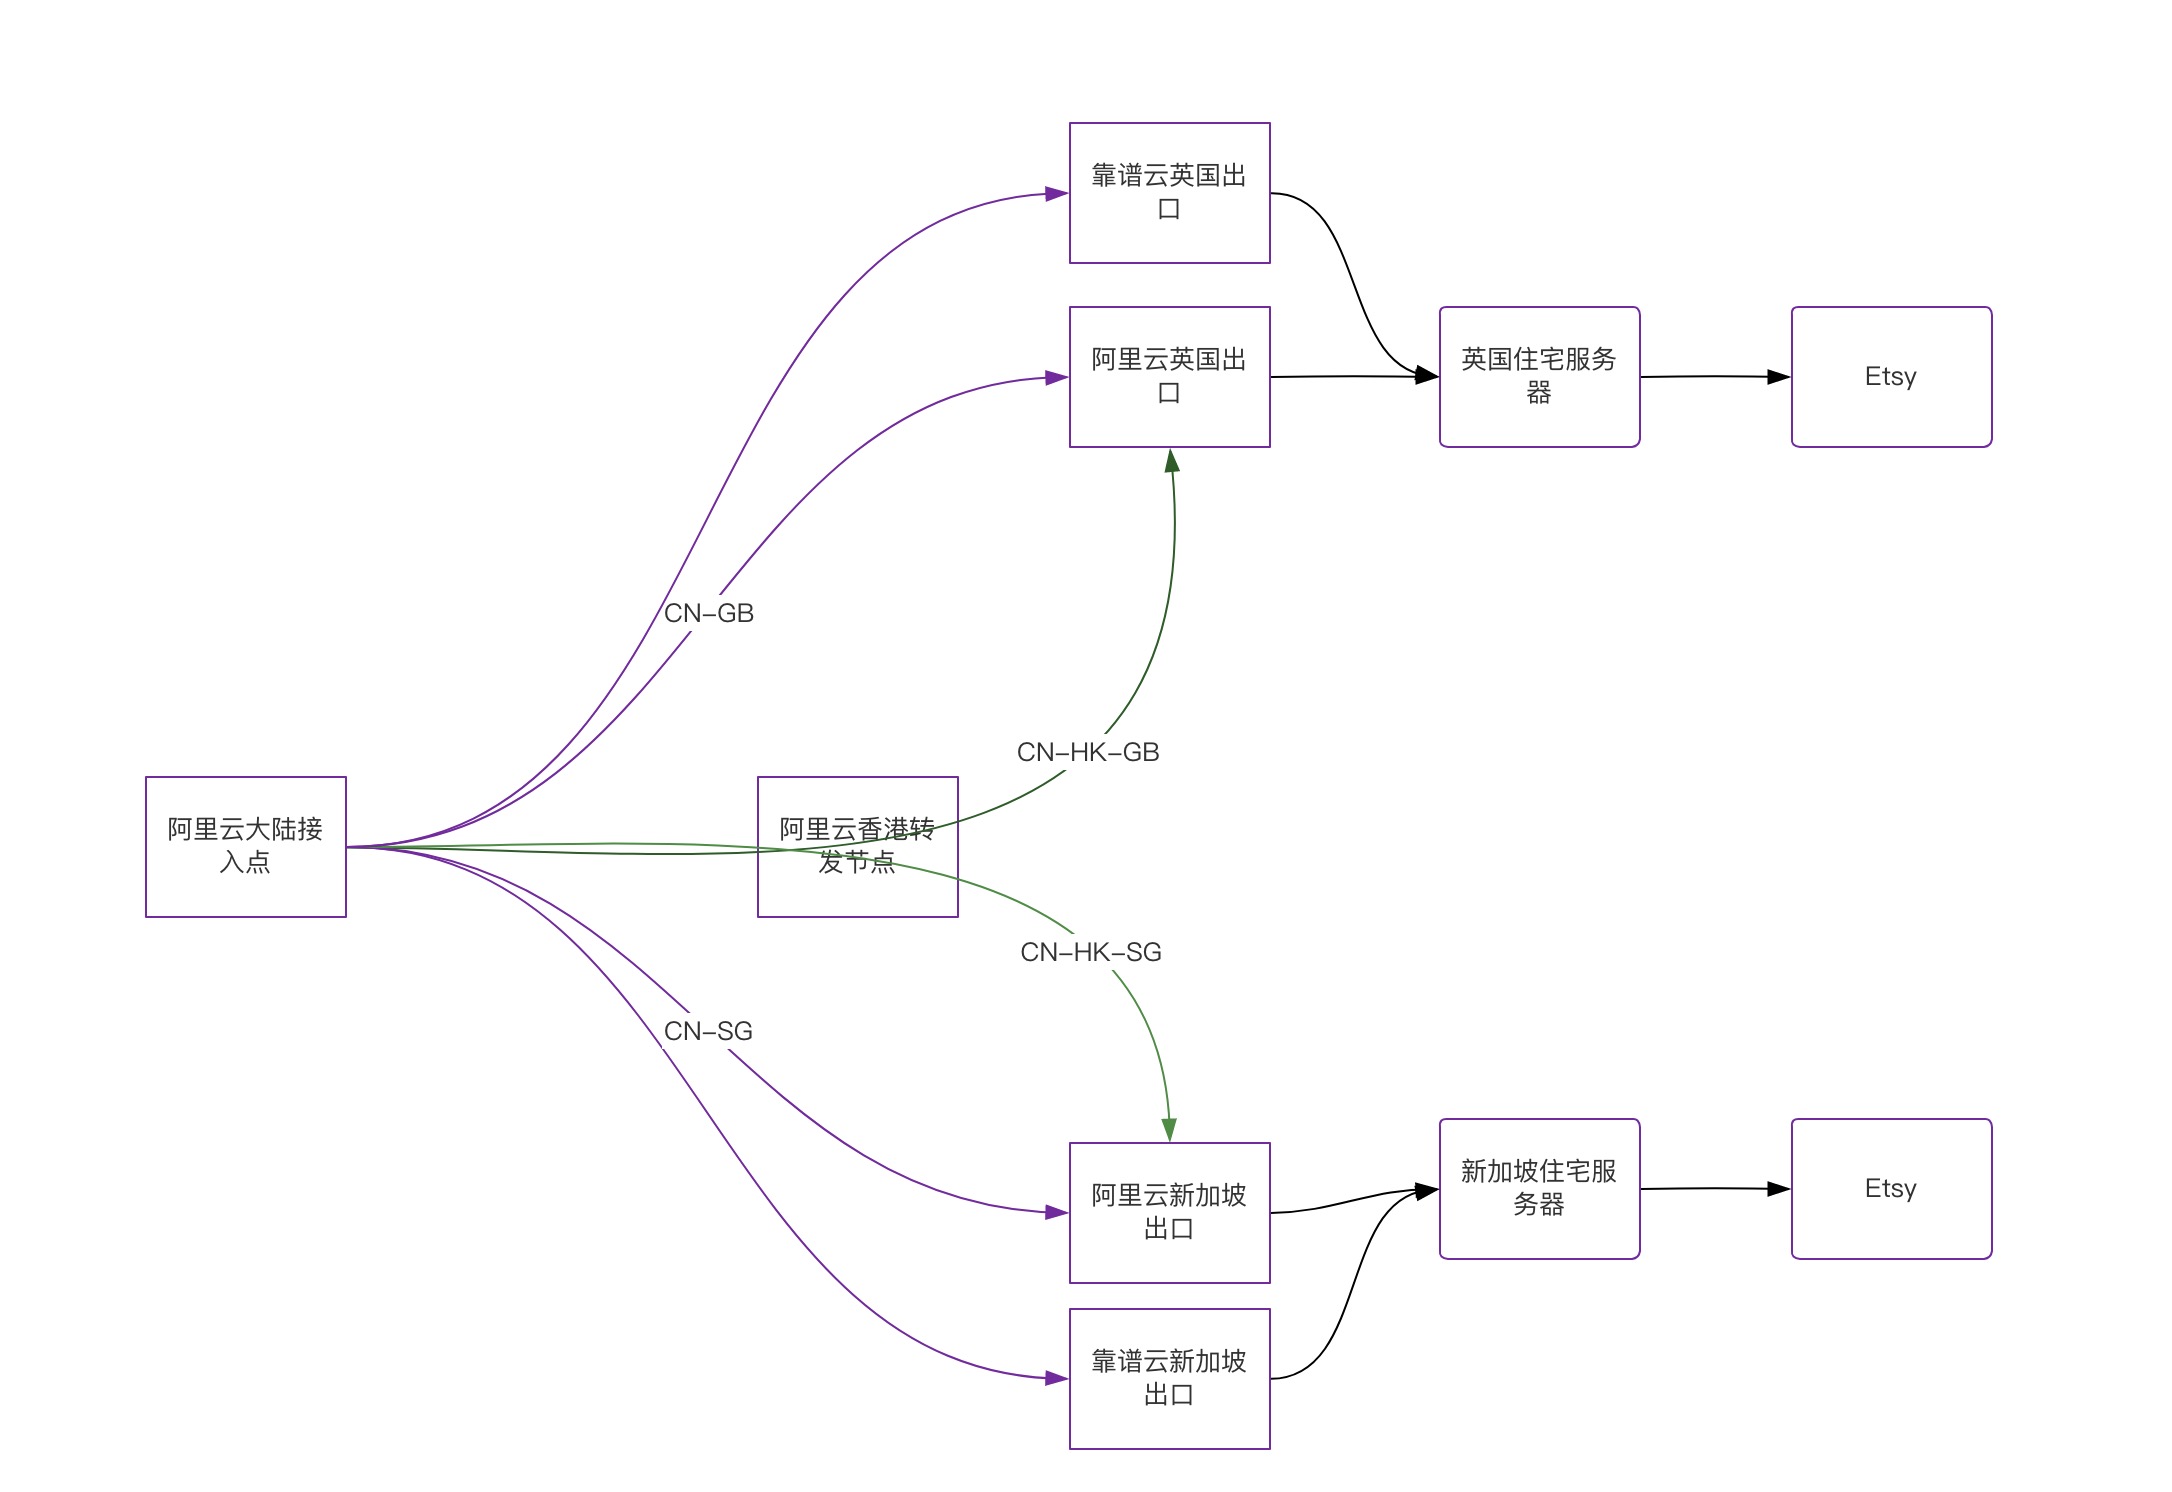 靠谱云英国出
口
阿里云英国出
口
英国住宅服务
器
Etsy
CN-GB
CN-HK-GB
阿里云大陆接
入点
阿里云香港转
发节点
CN-HK-SG
CN-SG
阿里云新加坡
出口
新加坡住宅服
务器
Etsy
靠谱云新加坡
出口